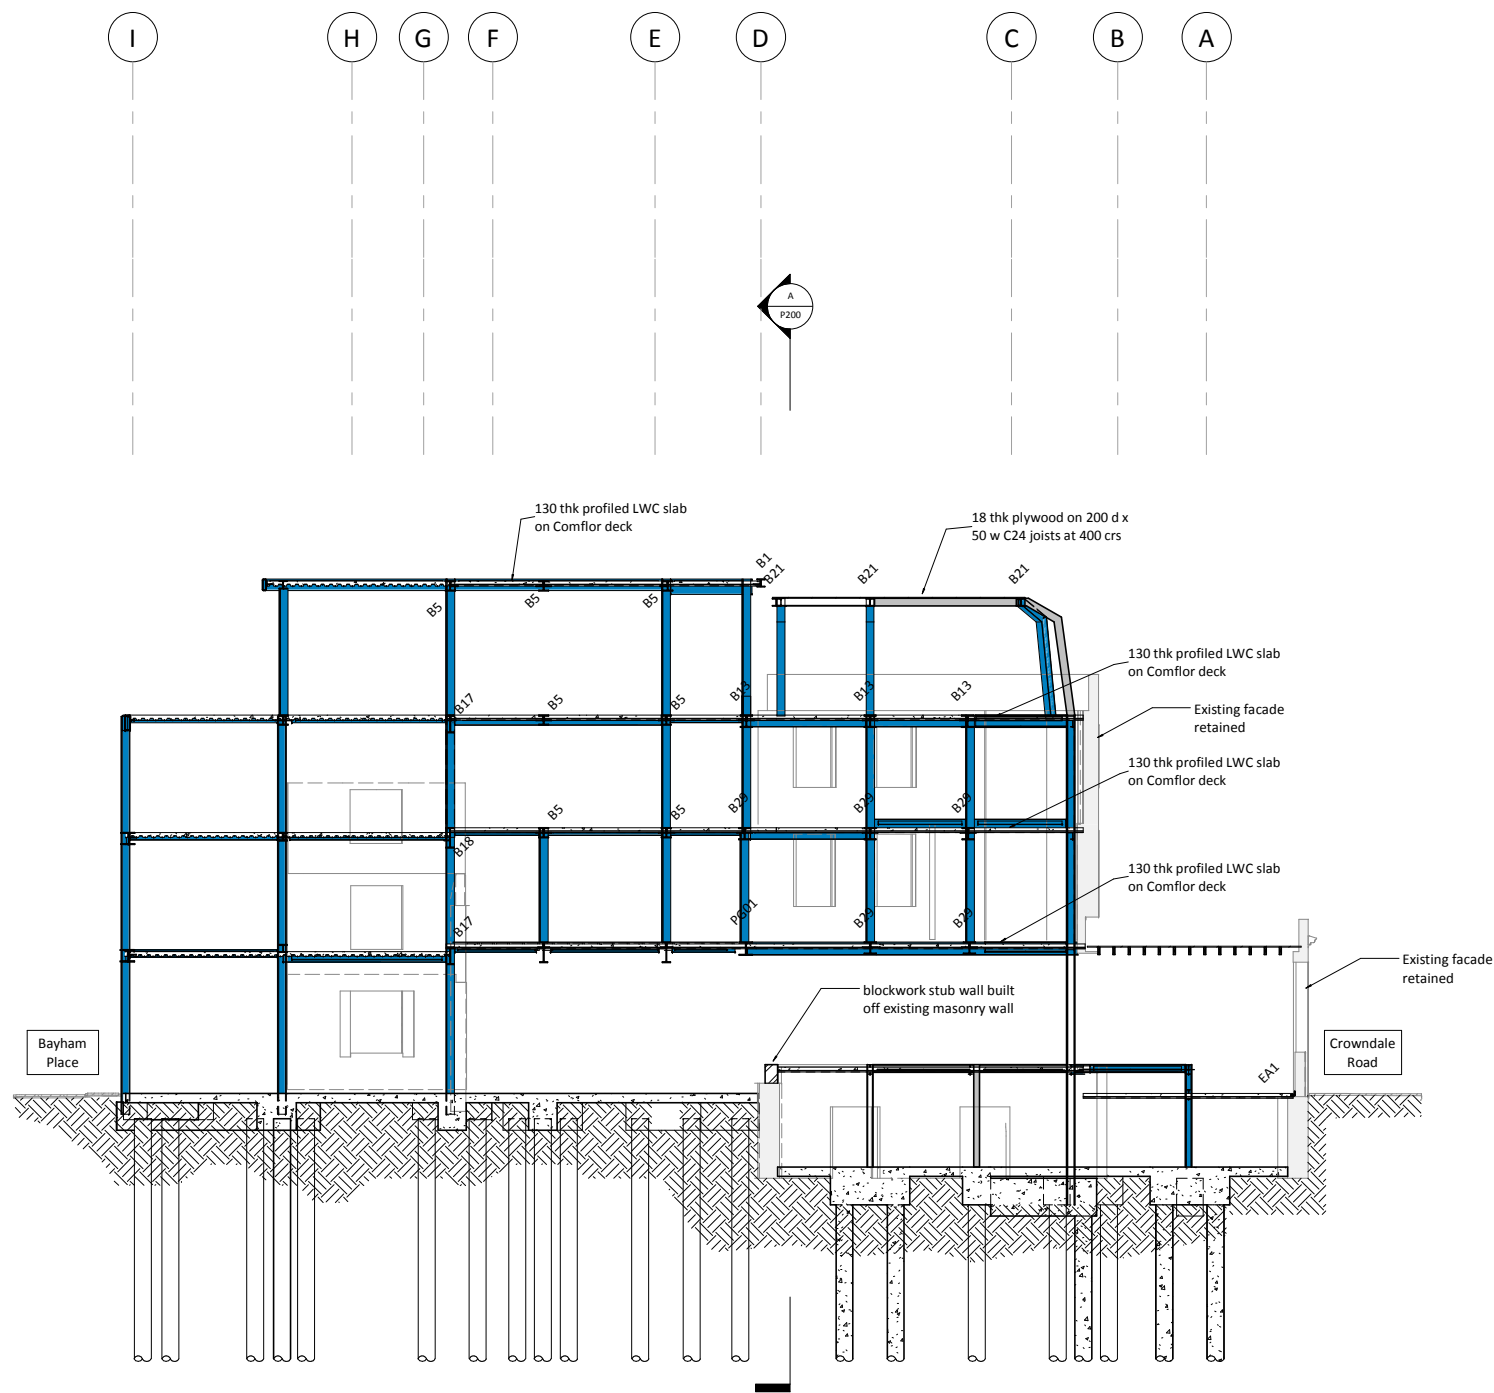 I
H
G
F
E
D
C
B
A
A
P200
130 thk profiled LWC slab
on Comflor deck
18 thk plywood on 200 d x
50 w C24 joists at 400 crs
B1
B21
B21
B21
B5
B5
B5
130 thk profiled LWC slab
on Comflor deck
B17
B5
B5
B13
B13
B13
Existing facade
retained
130 thk profiled LWC slab
on Comflor deck
B5
B5
B29
B29
B29
B18
130 thk profiled LWC slab
on Comflor deck
B17
PG01
B29
B29
Existing facade
retained
blockwork stub wall built
off existing masonry wall
Bayham
Place
Crowndale
Road
EA1